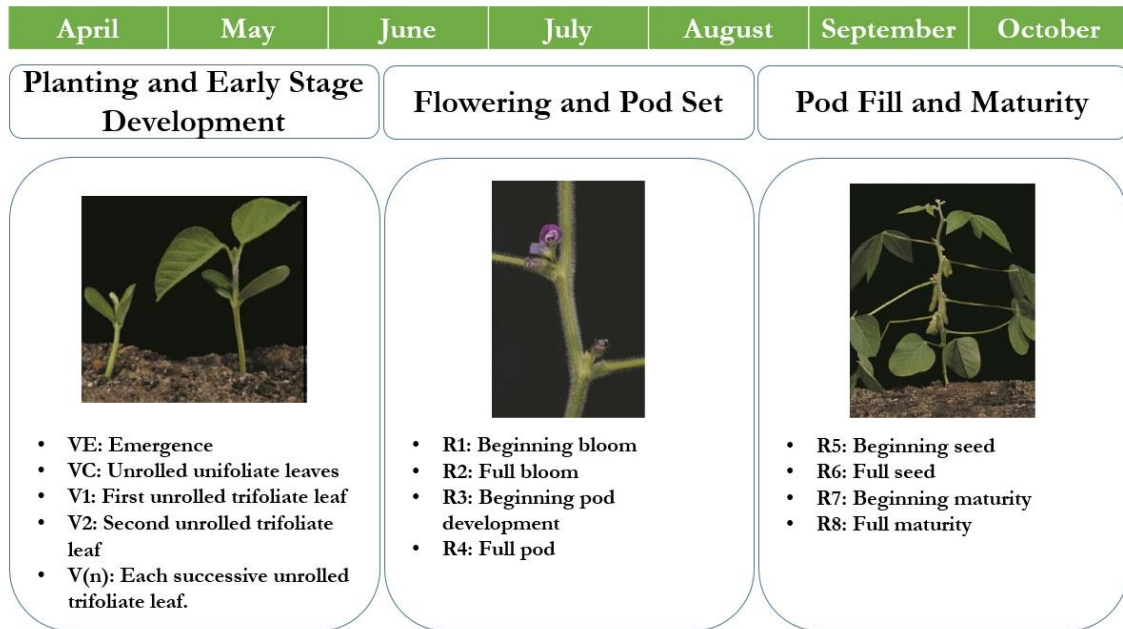 April May June July August September October
Planting and Early Stage
Development
Flowering and Pod Set
Pod Fill and Maturity
• VE: Emergence
• VC: Unrolled unifoliate leaves
• V1: First unrolled trifoliate leaf
• V2: Second unrolled trifoliate
leaf
• V(n): Each successive unrolled
trifoliate leaf.
• R1: Beginning bloom
• R2: Full bloom
• R3: Beginning pod
development
• R4: Full pod
• R5: Beginning seed
• R6: Full seed
• R7: Beginning maturity
• R8: Full maturity